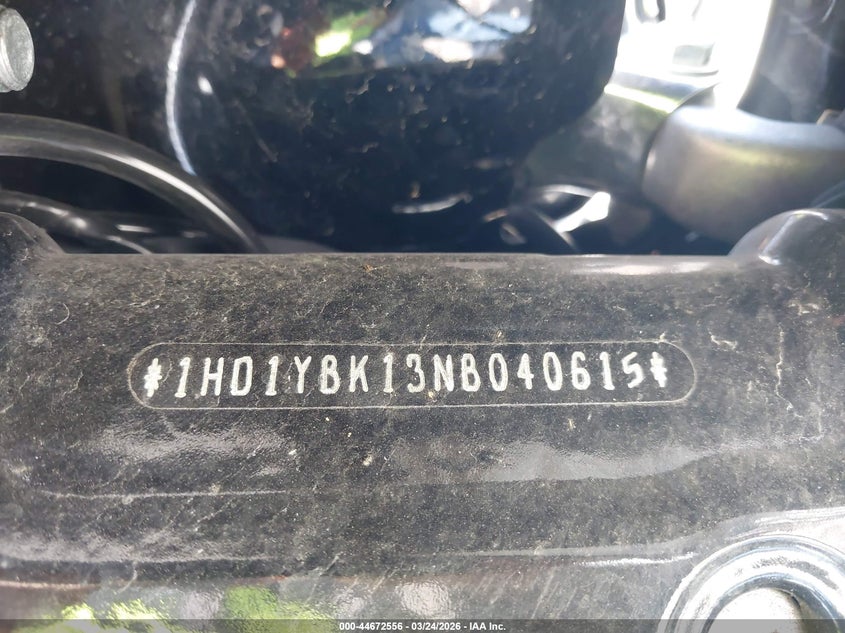 *1HD1YBK13NB040615*
000-44672556 - 03/24/2026 - IAA Inc.